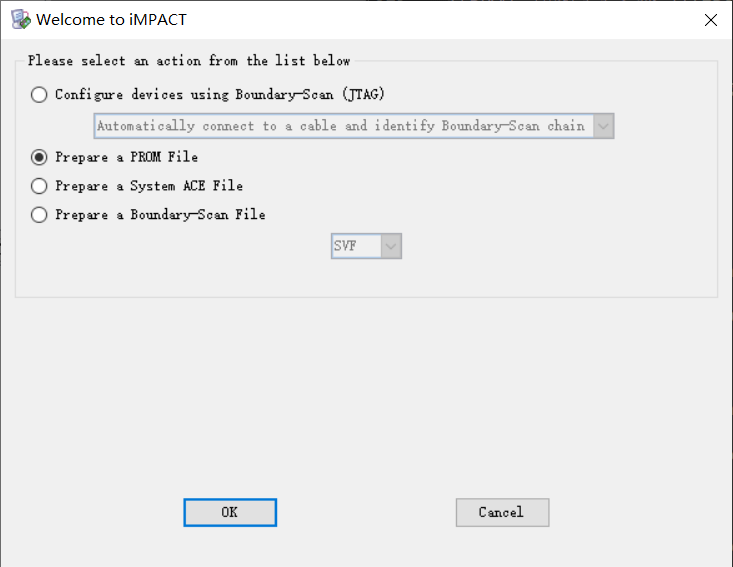 Welcome to iMPACT
Please select an action from the list below
Configure devices using Boundary-Scan (JTAG)
Automatically connect to a cable and identify Boundary-Scan chain
Prepare a PROM File
Prepare a System ACE File
Prepare a Boundary-Scan File
SVF
OK
Cancel